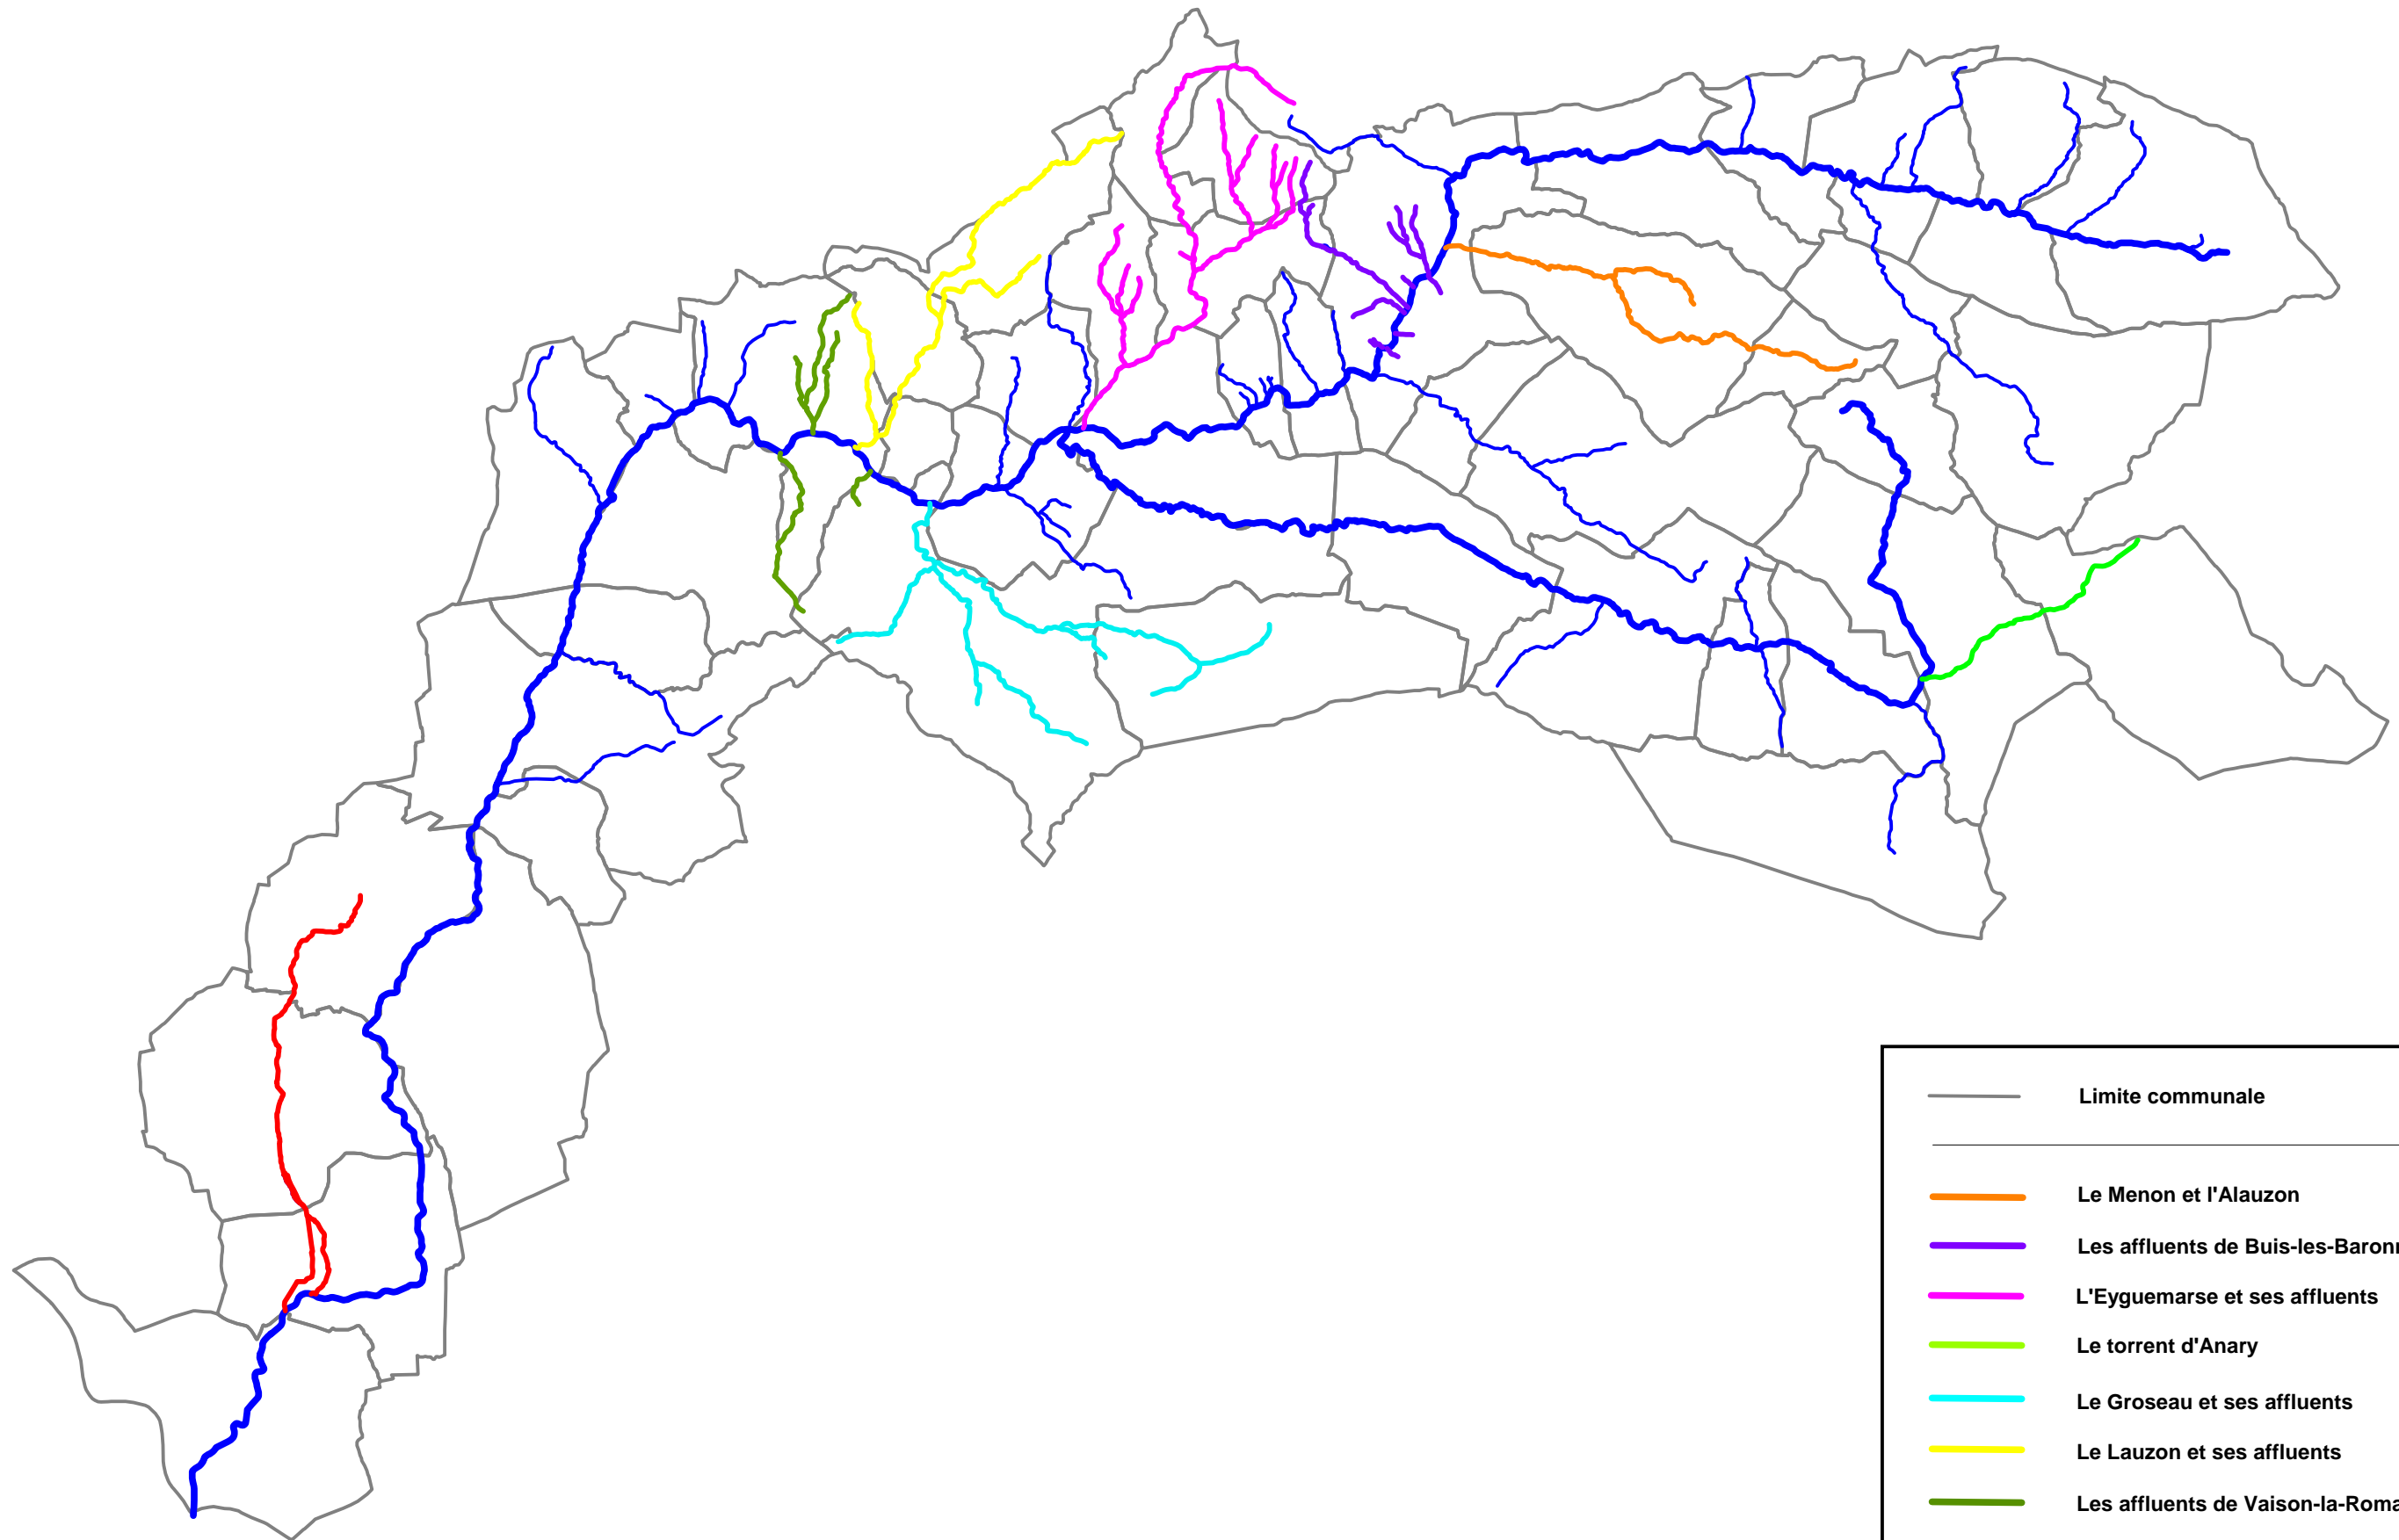 Limite communale
Le Menon et l'Alauzon
Les affluents de Buis-les-Baron
L'Eyguemarse et ses affluents
Le torrent d'Anary
Le Groseau et ses affluents
Le Lauzon et ses affluents
Les affluents de Vaison-la-Roma